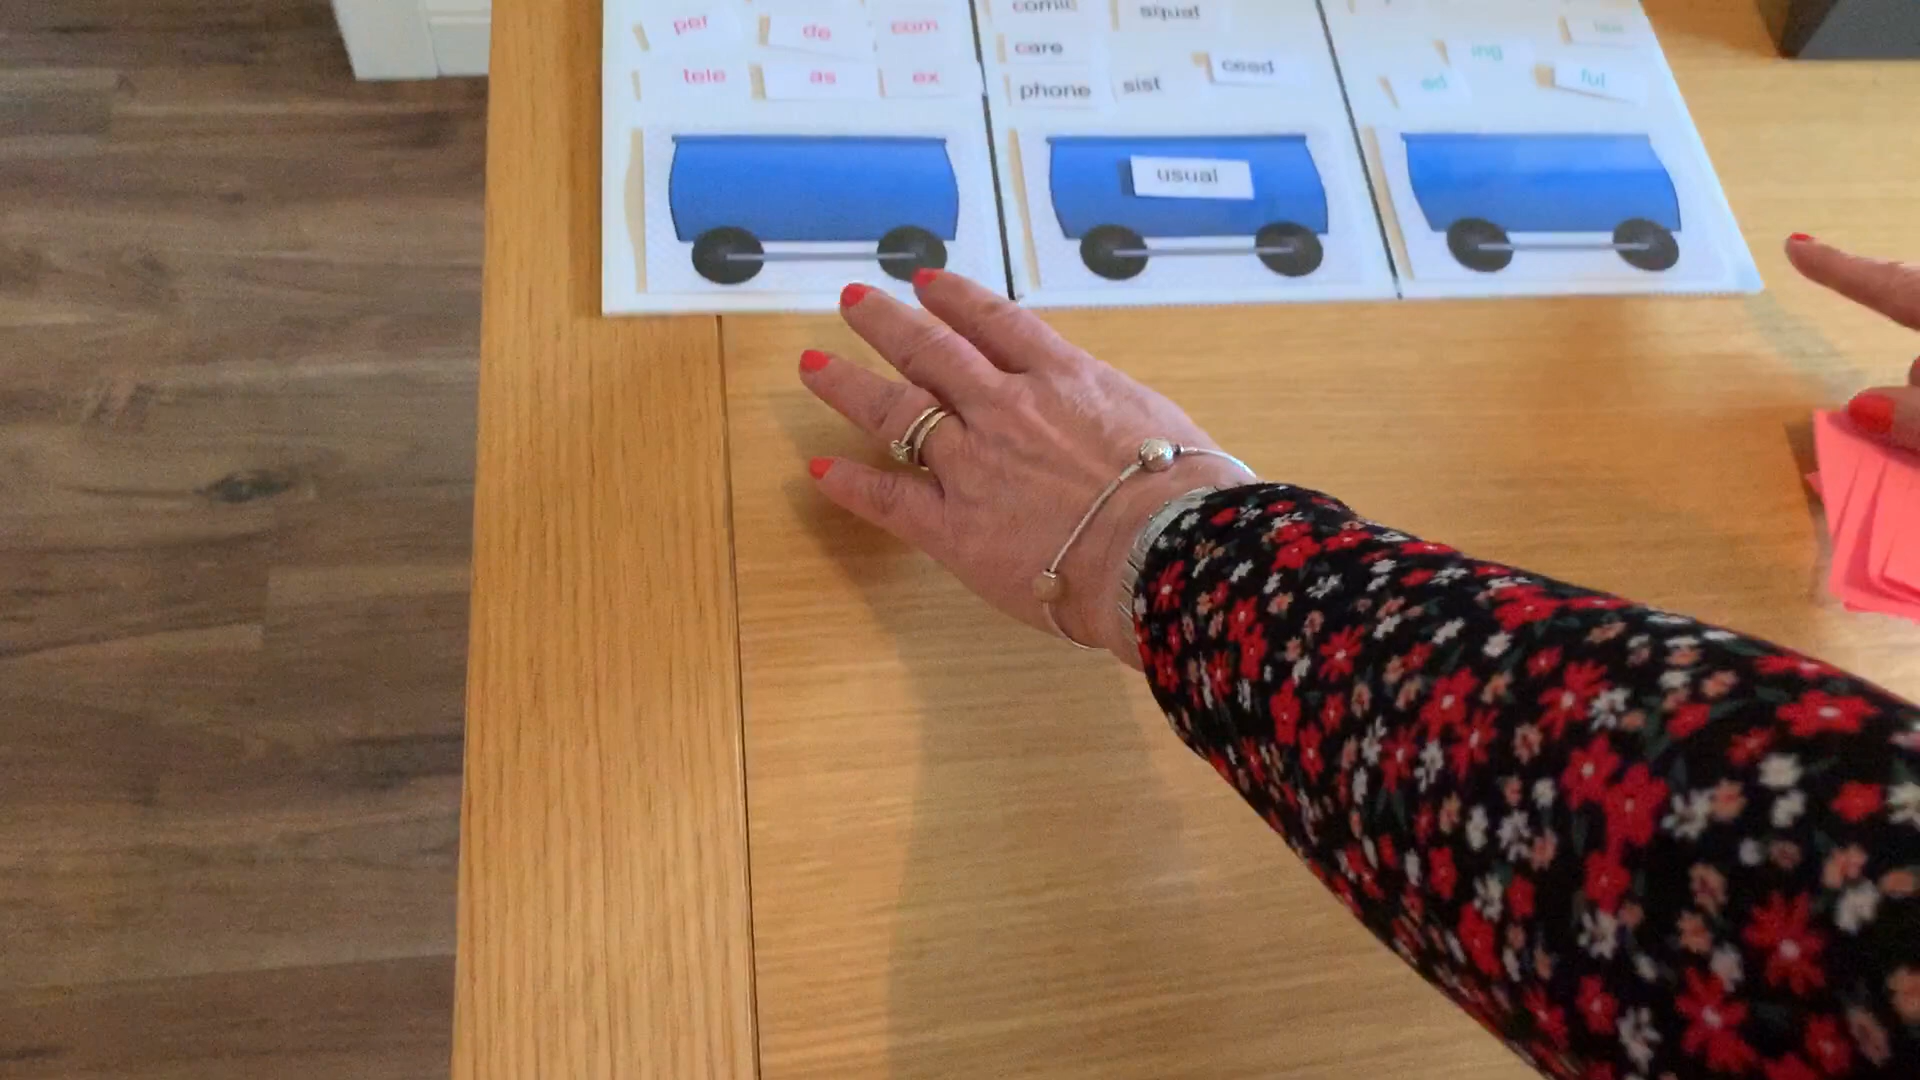 per de com
tele as ex
comic squat
care
phone sist ceed
usual
ing
ed ful